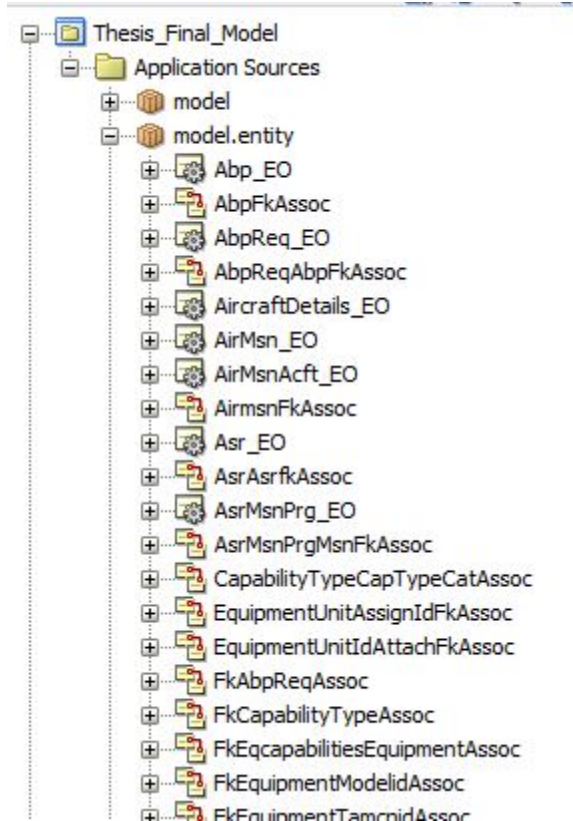 Thesis_Final_Model
Application Sources
model
model.entity
Abp_EO
AbpFkAssoc
AbpReq_EO
AbpReqAbpFkAssoc
AircraftDetails_EO
AirMsn_EO
AirMsnAcft_EO
AirmsnFkAssoc
Asr_EO
AsrAsrfkAssoc
AsrMsnPrg_EO
AsrMsnPrgMsnFkAssoc
CapabilityTypeCapTypeCatAssoc
EquipmentUnitAssignIdFkAssoc
EquipmentUnitIdAttachFkAssoc
FkAbpReqAssoc
FkCapabilityTypeAssoc
FkEqcapabilitiesEquipmentAssoc
FkEquipmentModelidAssoc
FkEquipmentTamcnidAssoc